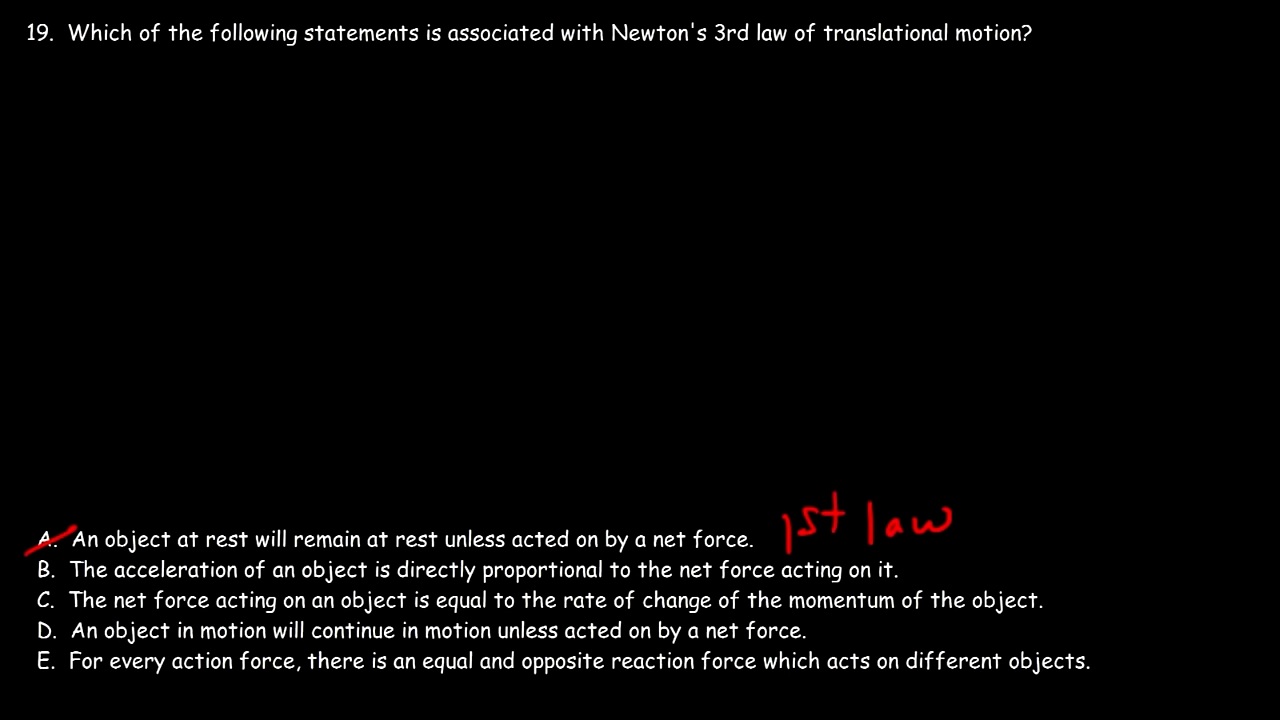 19. Which of the following statements is associated with Newton's 3rd law of translational motion?
A. An object at rest will remain at rest unless acted on by a net force. 1st law
B. The acceleration of an object is directly proportional to the net force acting on it.
C. The net force acting on an object is equal to the rate of change of the momentum of the object.
D. An object in motion will continue in motion unless acted on by a net force.
E. For every action force, there is an equal and opposite reaction force which acts on different objects.